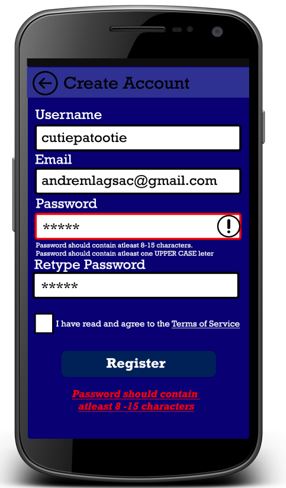 Create Account
Username
cutiepatootie
Email
andremlagsac@gmail.com
Password
*****
!
Password should contain atleast 8-15 characters.
Password should contain atleast one UPPER CASE leter
Retype Password
*****
I have read and agree to the Terms of Service
Register
Password should contain
atleast 8 -15 characters